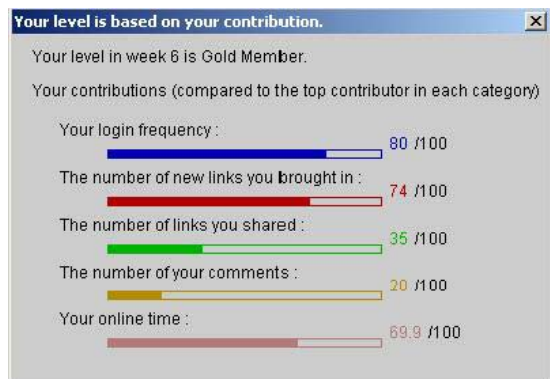 Your level is based on your contribution.
Your level in week 6 is Gold Member.
Your contributions (compared to the top contributor in each category)
Your login frequency :
80 /100
The number of new links you brought in :
74 /100
The number of links you shared :
35 /100
The number of your comments :
20 /100
Your online time :
69.9 /100